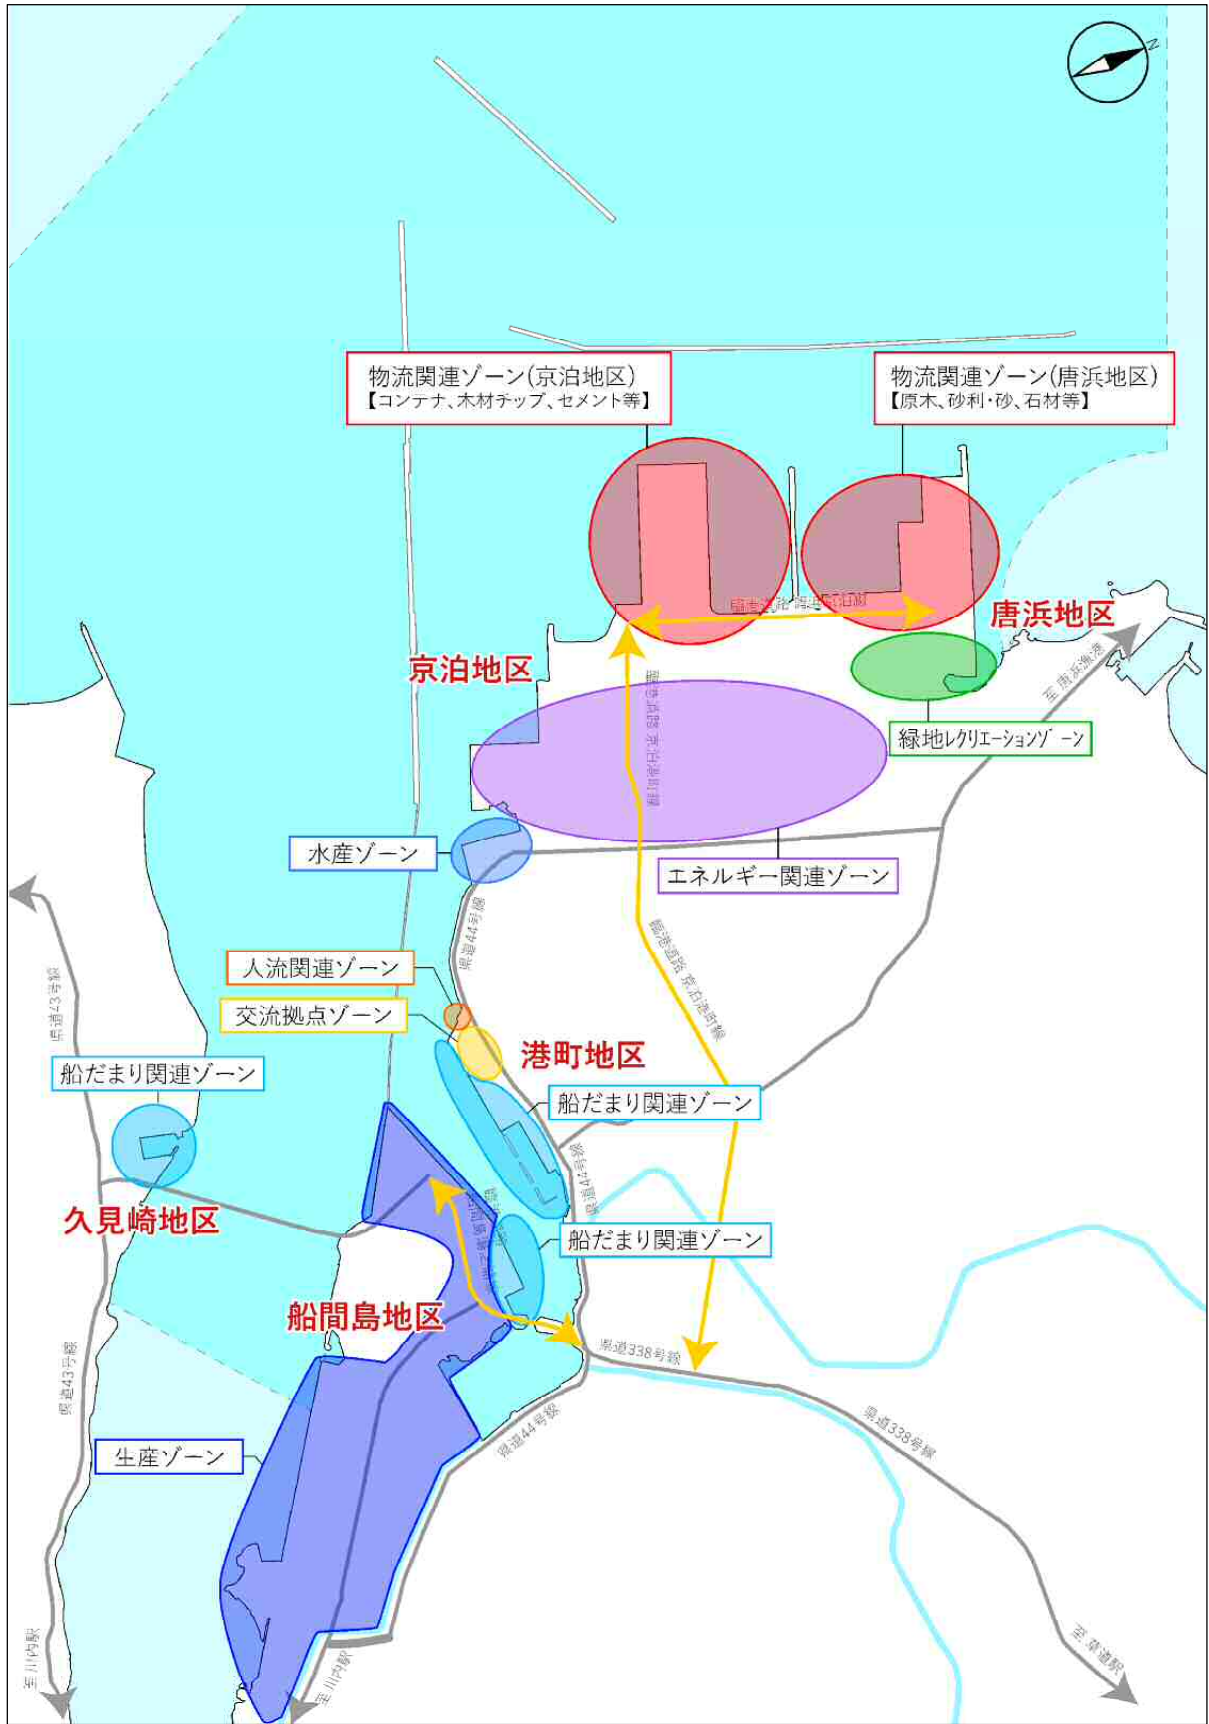 N
物流関連ゾーン(京泊地区)
【コンテナ、木材チップ、セメント等】
物流関連ゾーン(唐浜地区)
【原木、砂利・砂、石材等】
唐浜地区
京泊地区
至 唐浜漁港
緑地レクリエーションゾーン
水産ゾーン
エネルギー関連ゾーン
県道44号線
臨港道路 京泊港町線
人流関連ゾーン
交流拠点ゾーン
県道43号線
港町地区
船だまり関連ゾーン
船だまり関連ゾーン
県道44号線
久見崎地区
船だまり関連ゾーン
船間島地区
県道338号線
県道43号線
県道44号線
県道338号線
生産ゾーン
至 川内駅
至 川内駅
至 草道駅